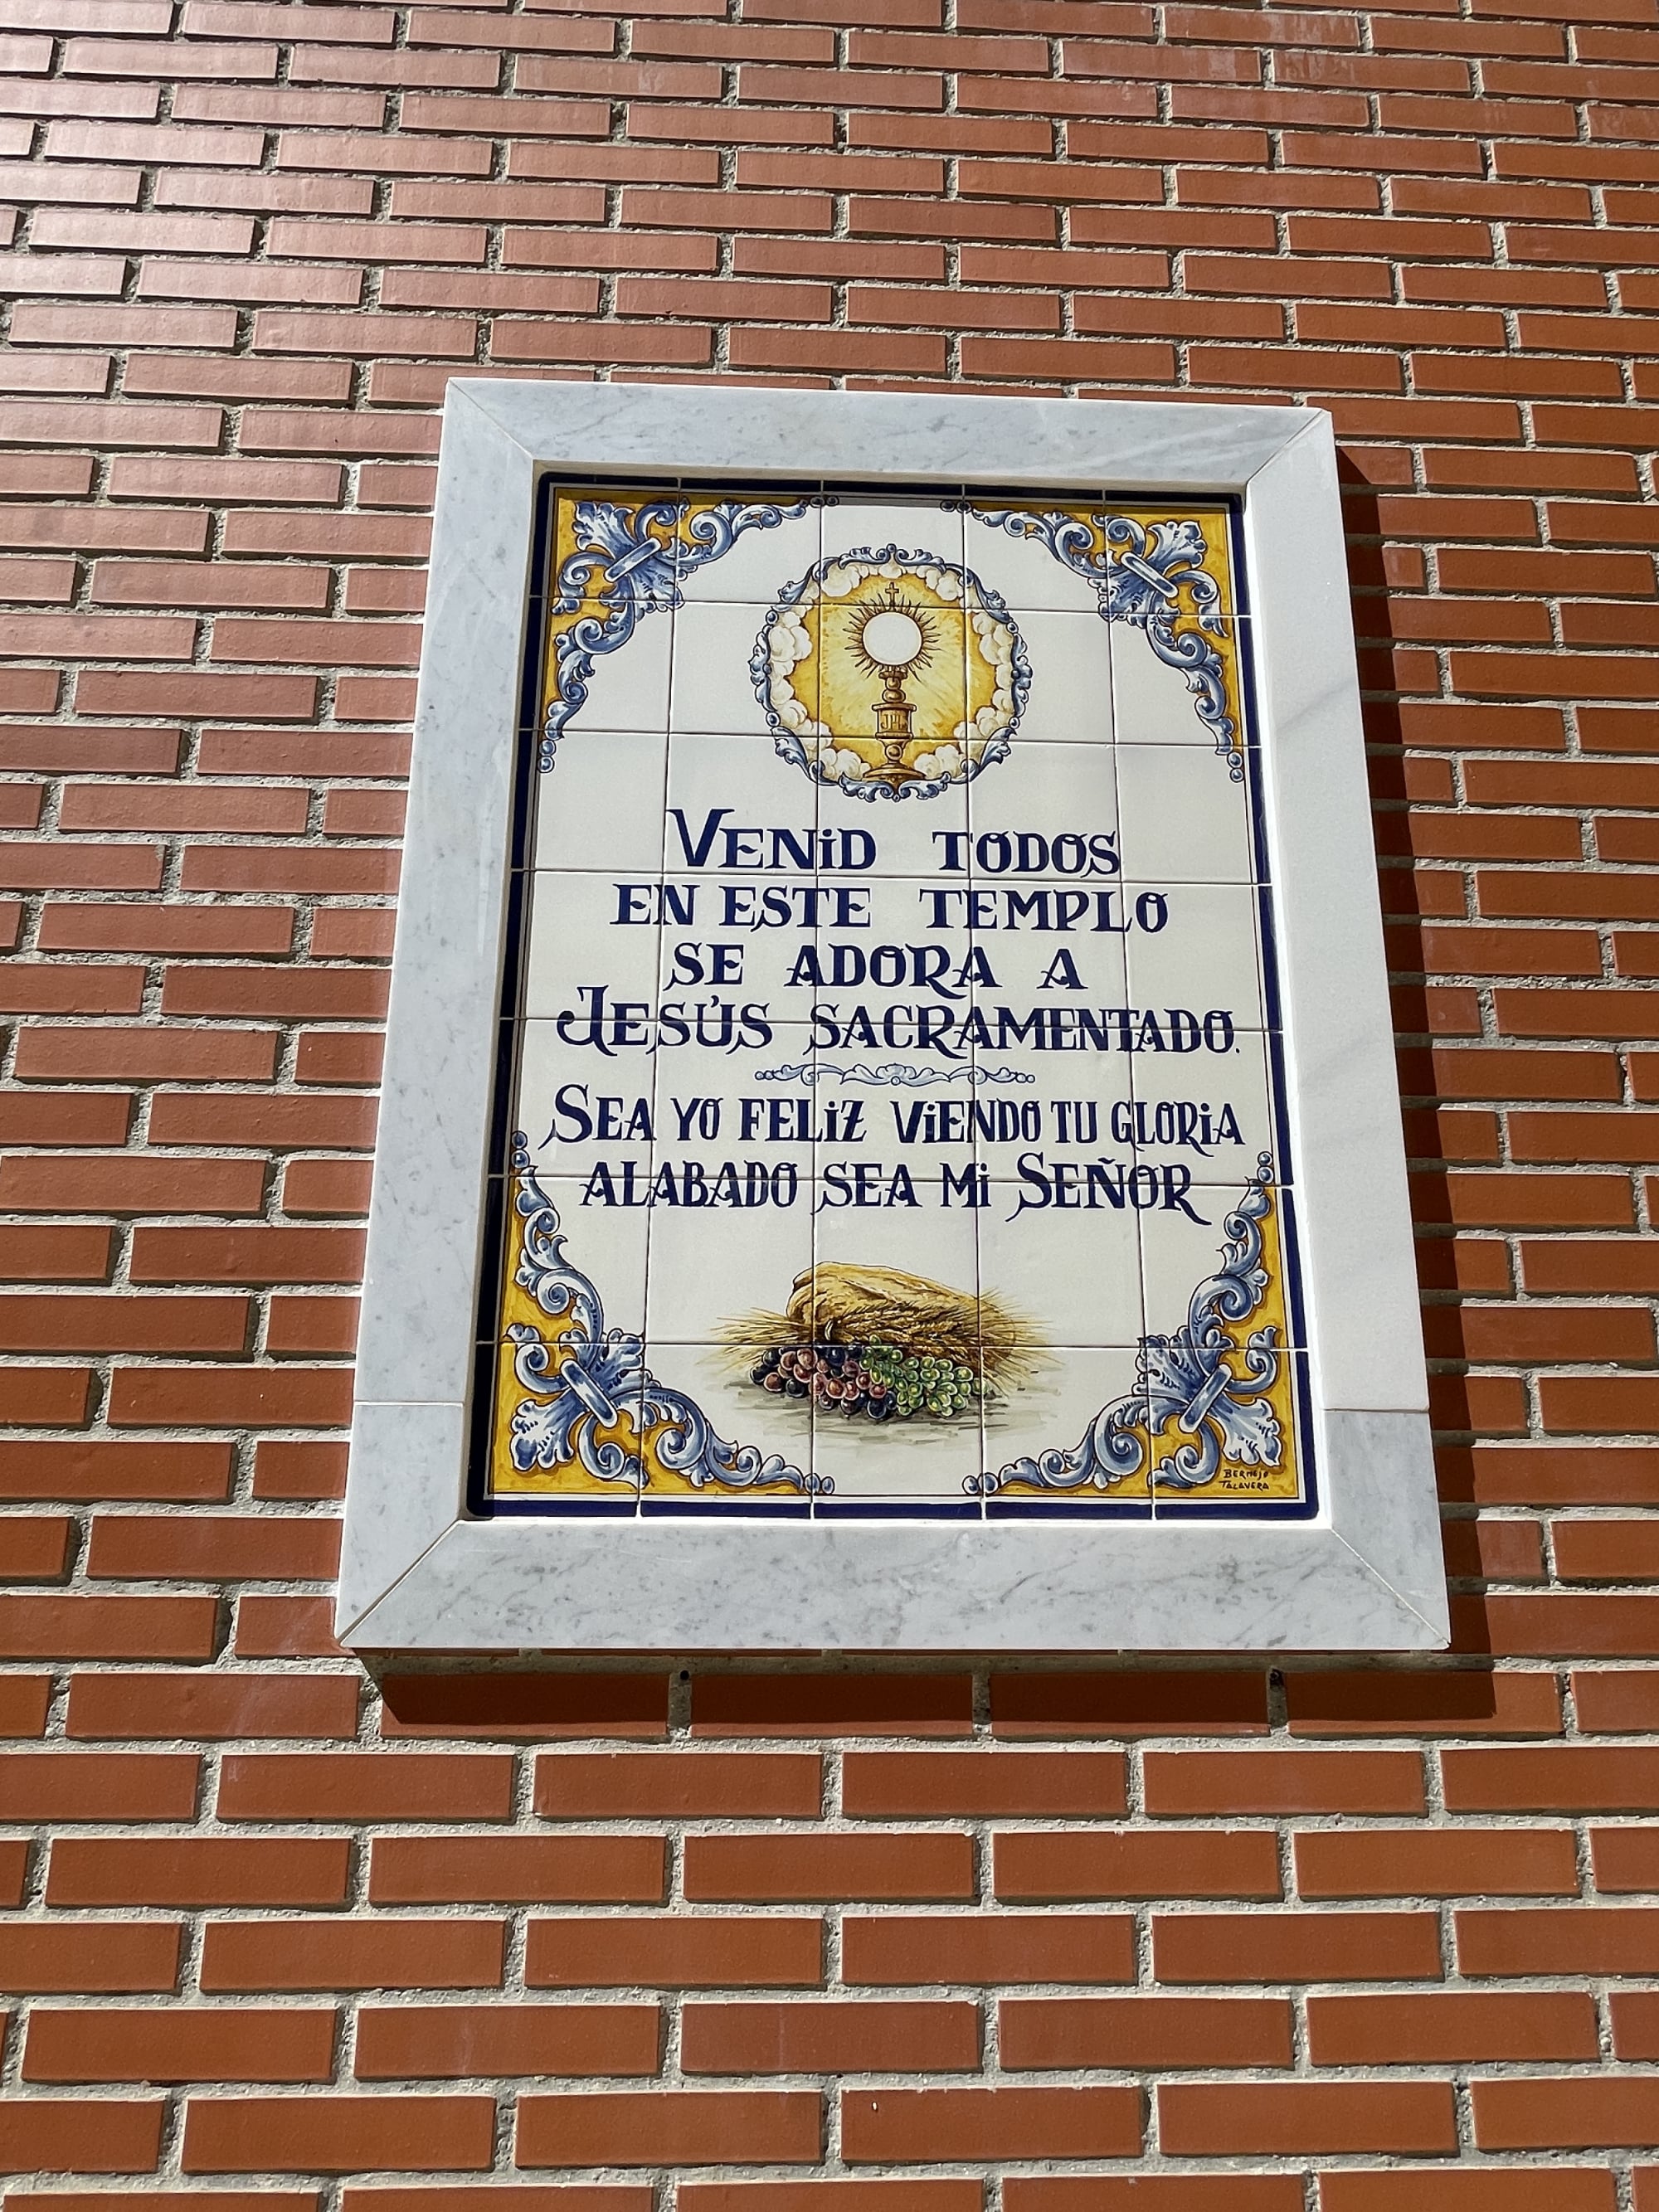 VENiD TODOS
EN ESTE TEMPLO
SE ADORA A
JESÚS SACRAMENTADO.
SEA YO FELiZ ViENDO TU GLORiA
ALABADO SEA Mi SEÑOR
BERMEJO
TALAVERA